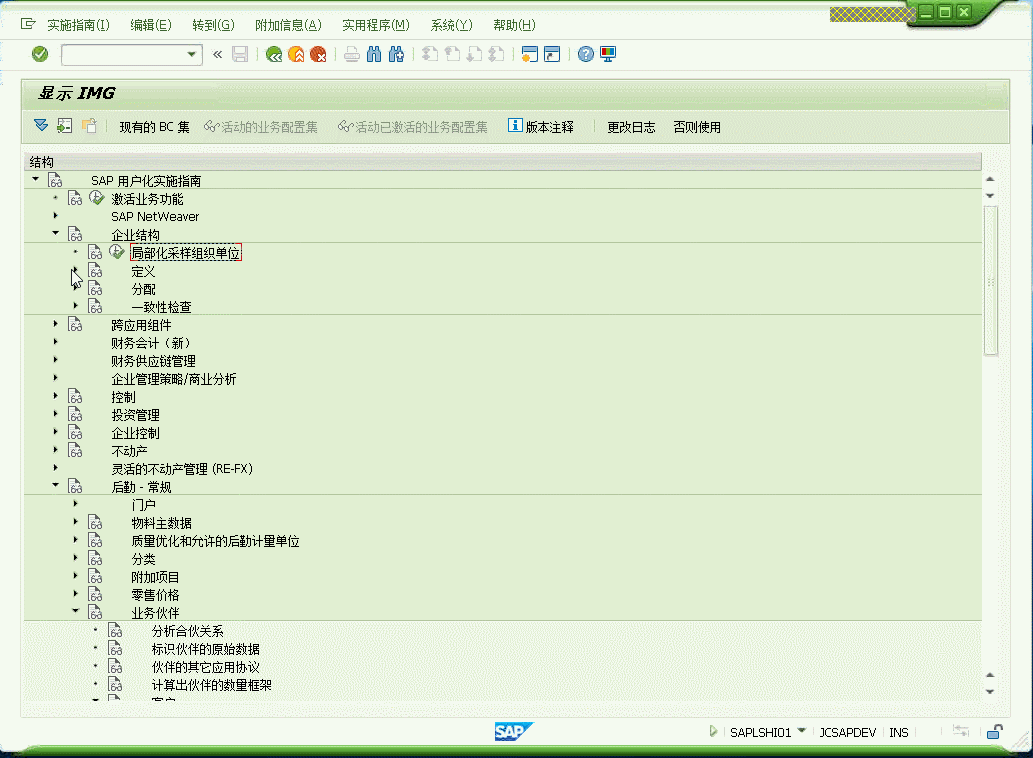 实施指南(I) 编辑(E) 转到(G) 附加信息(A) 实用程序(M) 系统(Y) 帮助(H)
显示 IMG
现有的 BC 集 活动的业务配置集 活动已激活的业务配置集 版本注释 更改日志 否则使用
结构
SAP 用户化实施指南
激活业务功能
SAP NetWeaver
企业结构
局部化采样组织单位
定义
分配
一致性检查
跨应用组件
财务会计（新）
财务供应链管理
企业管理策略/商业分析
控制
投资管理
企业控制
不动产
灵活的不动产管理 (RE-FX)
后勤 - 常规
门户
物料主数据
质量优化和允许的后勤计量单位
分类
附加项目
零售价格
业务伙伴
分析合伙关系
标识伙伴的原始数据
伙伴的其它应用协议
计算出伙伴的数量框架
SAP SAPLSHI01 JCSAPDEV INS